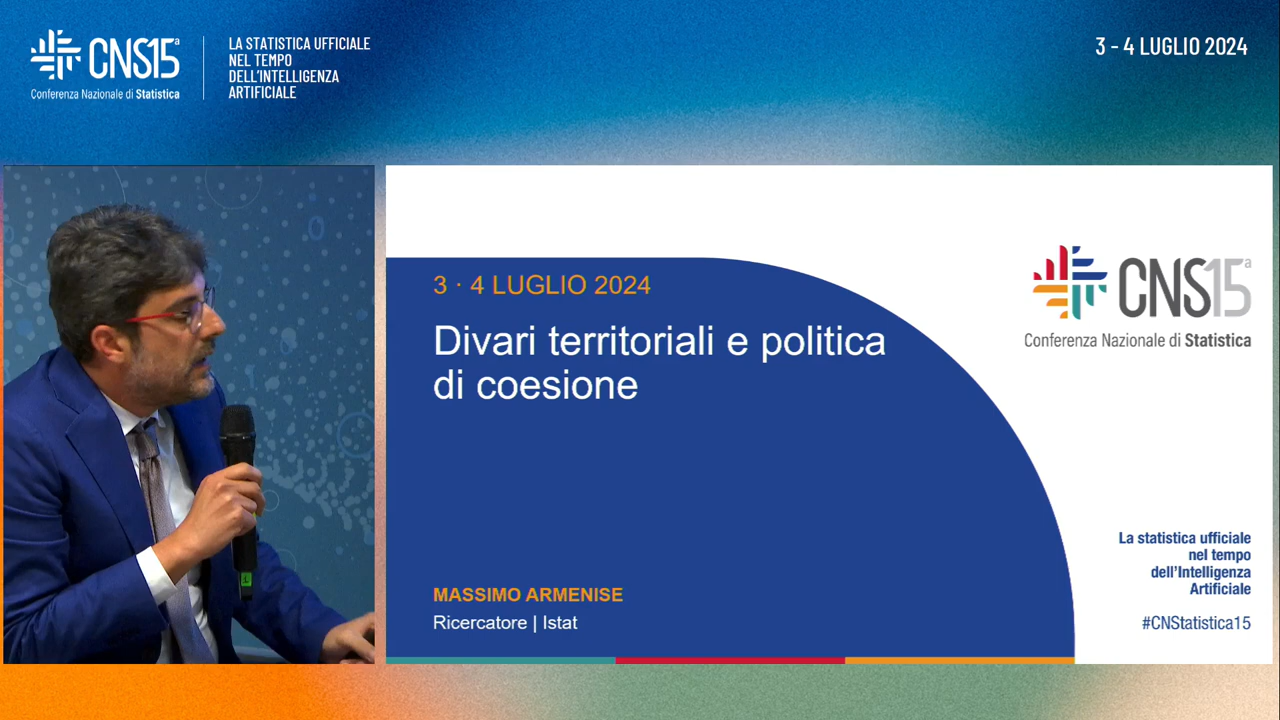 CNS15ª
Conferenza Nazionale di Statistica
LA STATISTICA UFFICIALE
NEL TEMPO
DELL'INTELLIGENZA
ARTIFICIALE
3 - 4 LUGLIO 2024
3 · 4 LUGLIO 2024
Divari territoriali e politica
di coesione
MASSIMO ARMENISE
Ricercatore | Istat
CNS15ª
Conferenza Nazionale di Statistica
La statistica ufficiale
nel tempo
dell'Intelligenza
Artificiale
#CNStatistica15